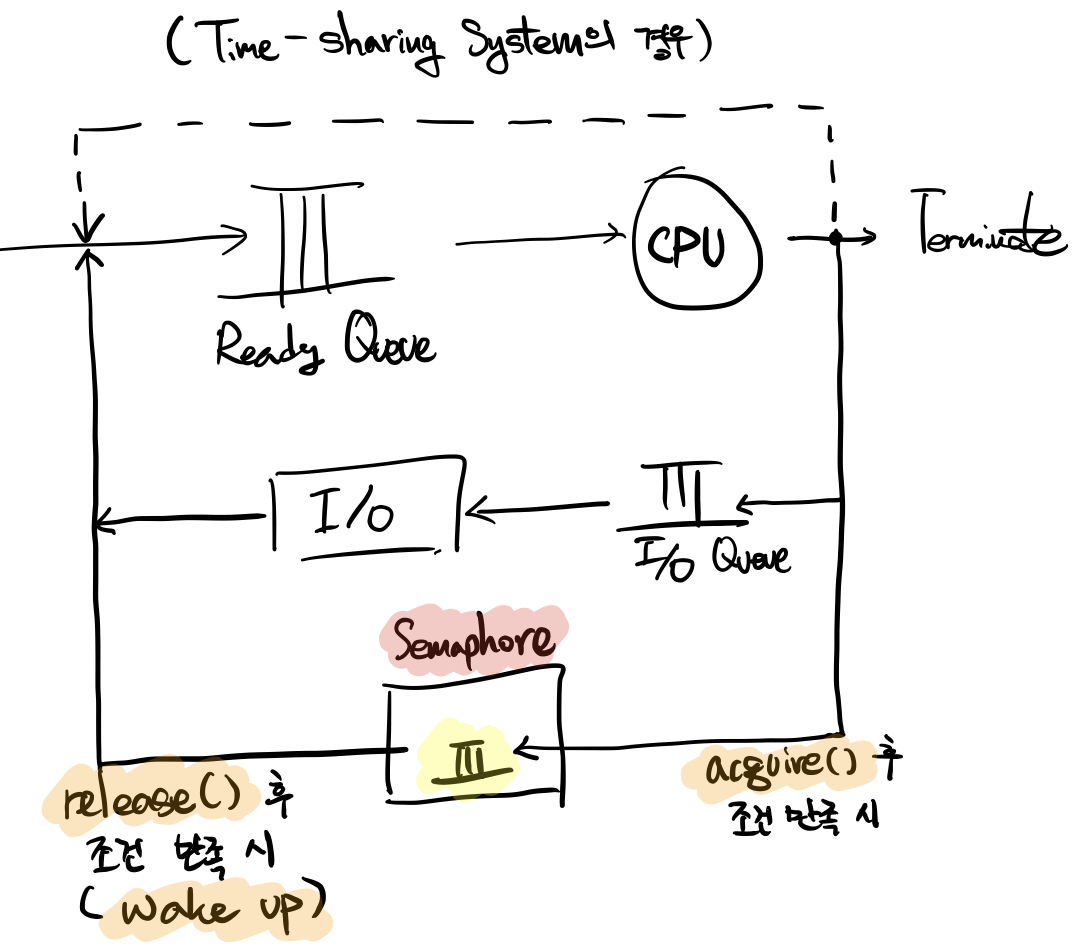 (Time-sharing System의 경우)
CPU
Terminate
Ready Queue
I/O
I/O Queue
Semaphore
acquire() 후
조건 만족 시
release() 후
조건 만족 시
(wake up)